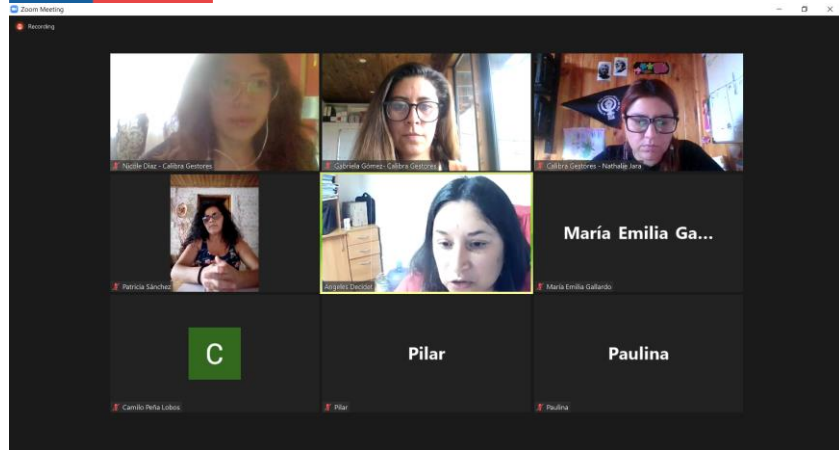 Zoom Meeting
Recording
Nicole Díaz - Calibra Gestores
Gabriela Gómez- Calibra Gestores
Calibra Gestores - Nathalie Jara
Patricia Sánchez
Angeles Decidet
María Emilia Ga...
María Emilia Gallardo
C
Camilo Peña Lobos
Pilar
Pilar
Paulina
Paulina